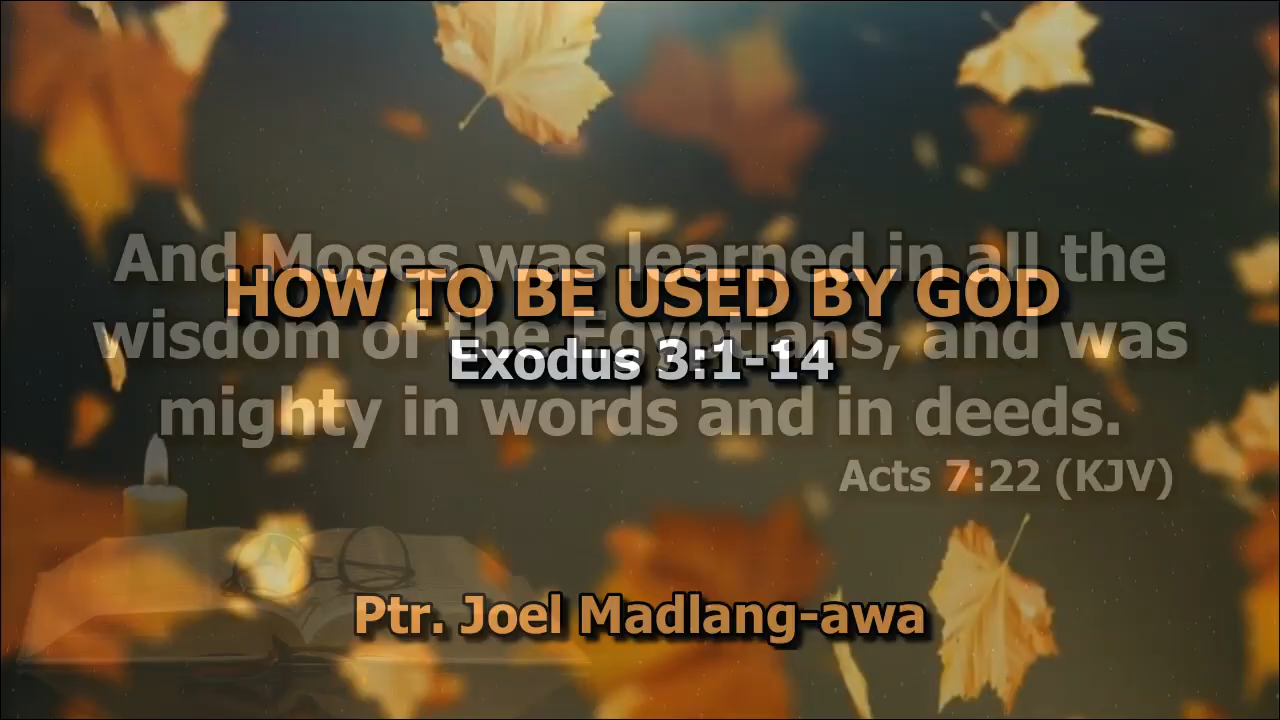 And Moses was learned in all the
HOW TO BE USED BY GOD
wisdom of the Egyptians, and was
Exodus 3:1-14
mighty in words and in deeds.
Acts 7:22 (KJV)
Ptr. Joel Madlang-awa